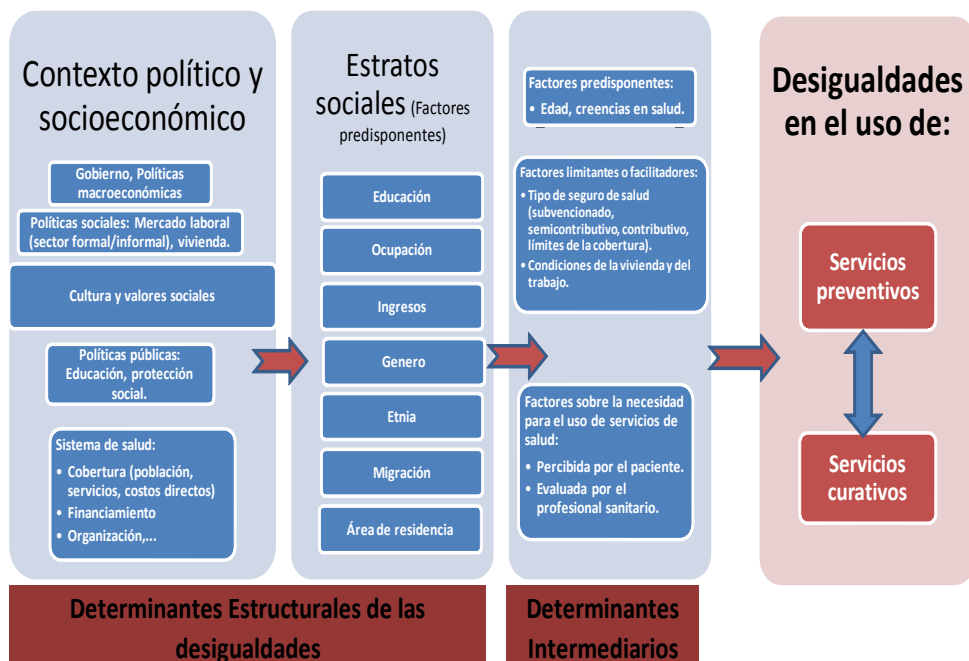 Contexto político y
socioeconómico
Gobierno, Políticas
macroeconómicas
Políticas sociales: Mercado laboral
(sector formal/informal), vivienda.
Cultura y valores sociales
Políticas públicas:
Educación, protección
social.
Sistema de salud:
• Cobertura (población,
servicios, costos directos)
• Financiamiento
• Organización,...
Estratos
sociales (Factores
predisponentes)
Educación
Ocupación
Ingresos
Genero
Etnia
Migración
Área de residencia
Factores predisponentes:
• Edad, creencias en salud.
Factores limitantes o facilitadores:
• Tipo de seguro de salud
(subvencionado,
semicontributivo, contributivo,
límites de la cobertura).
• Condiciones de la vivienda y del
trabajo.
Factores sobre la necesidad
para el uso de servicios de
salud:
• Percibida por el paciente.
• Evaluada por el
profesional sanitario.
Desigualdades
en el uso de:
Servicios
preventivos
Servicios
curativos
Determinantes Estructurales de las
desigualdades
Determinantes
Intermediarios